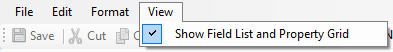 File Edit Format View
Show Field List and Property Grid
Save Cut